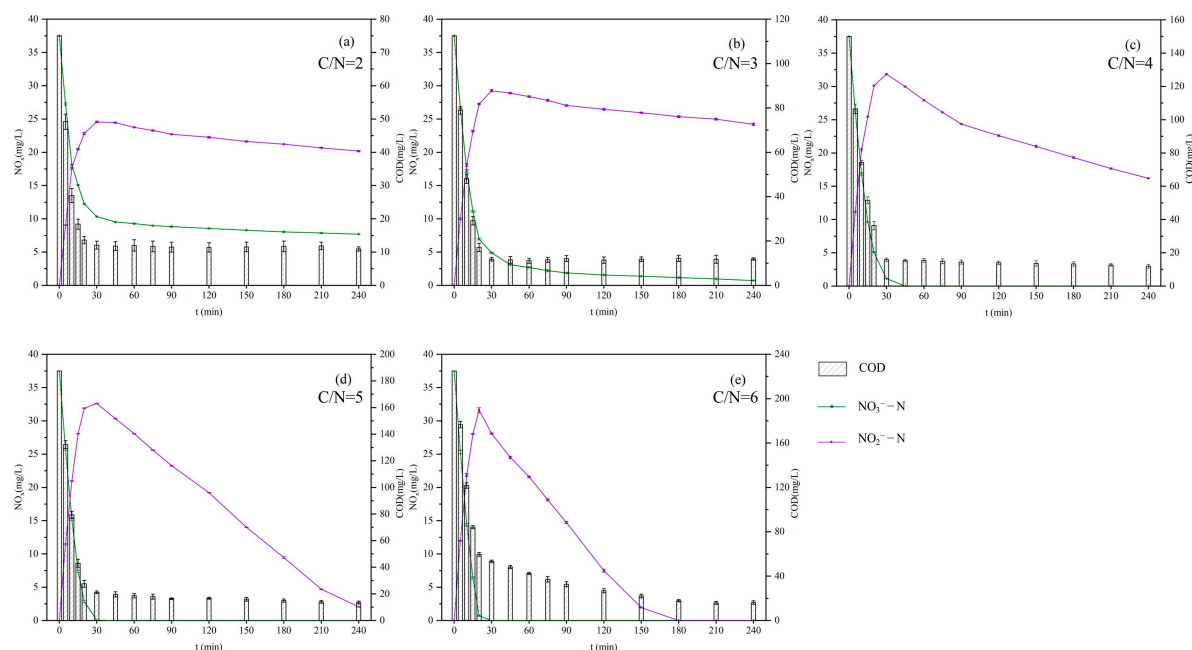 (a)
C/N=2
NOx(mg/L)
COD(mg/L)
0 5 10 15 20 25 30 35 40
0 10 20 30 40 50 60 70 80
0 30 60 90 120 150 180 210 240
t (min)
(b)
C/N=3
NOx(mg/L)
COD(mg/L)
0 5 10 15 20 25 30 35 40
0 20 40 60 80 100 120
0 30 60 90 120 150 180 210 240
t (min)
(c)
C/N=4
NOx(mg/L)
COD(mg/L)
0 5 10 15 20 25 30 35 40
0 20 40 60 80 100 120 140 160
0 30 60 90 120 150 180 210 240
t (min)
(d)
C/N=5
NOx(mg/L)
COD(mg/L)
0 5 10 15 20 25 30 35 40
0 20 40 60 80 100 120 140 160 180 200
0 30 60 90 120 150 180 210 240
t (min)
(e)
C/N=6
NOx(mg/L)
COD(mg/L)
0 5 10 15 20 25 30 35 40
0 40 80 120 160 200 240
0 30 60 90 120 150 180 210 240
t (min)
COD
NO₃⁻－N
NO₂⁻－N